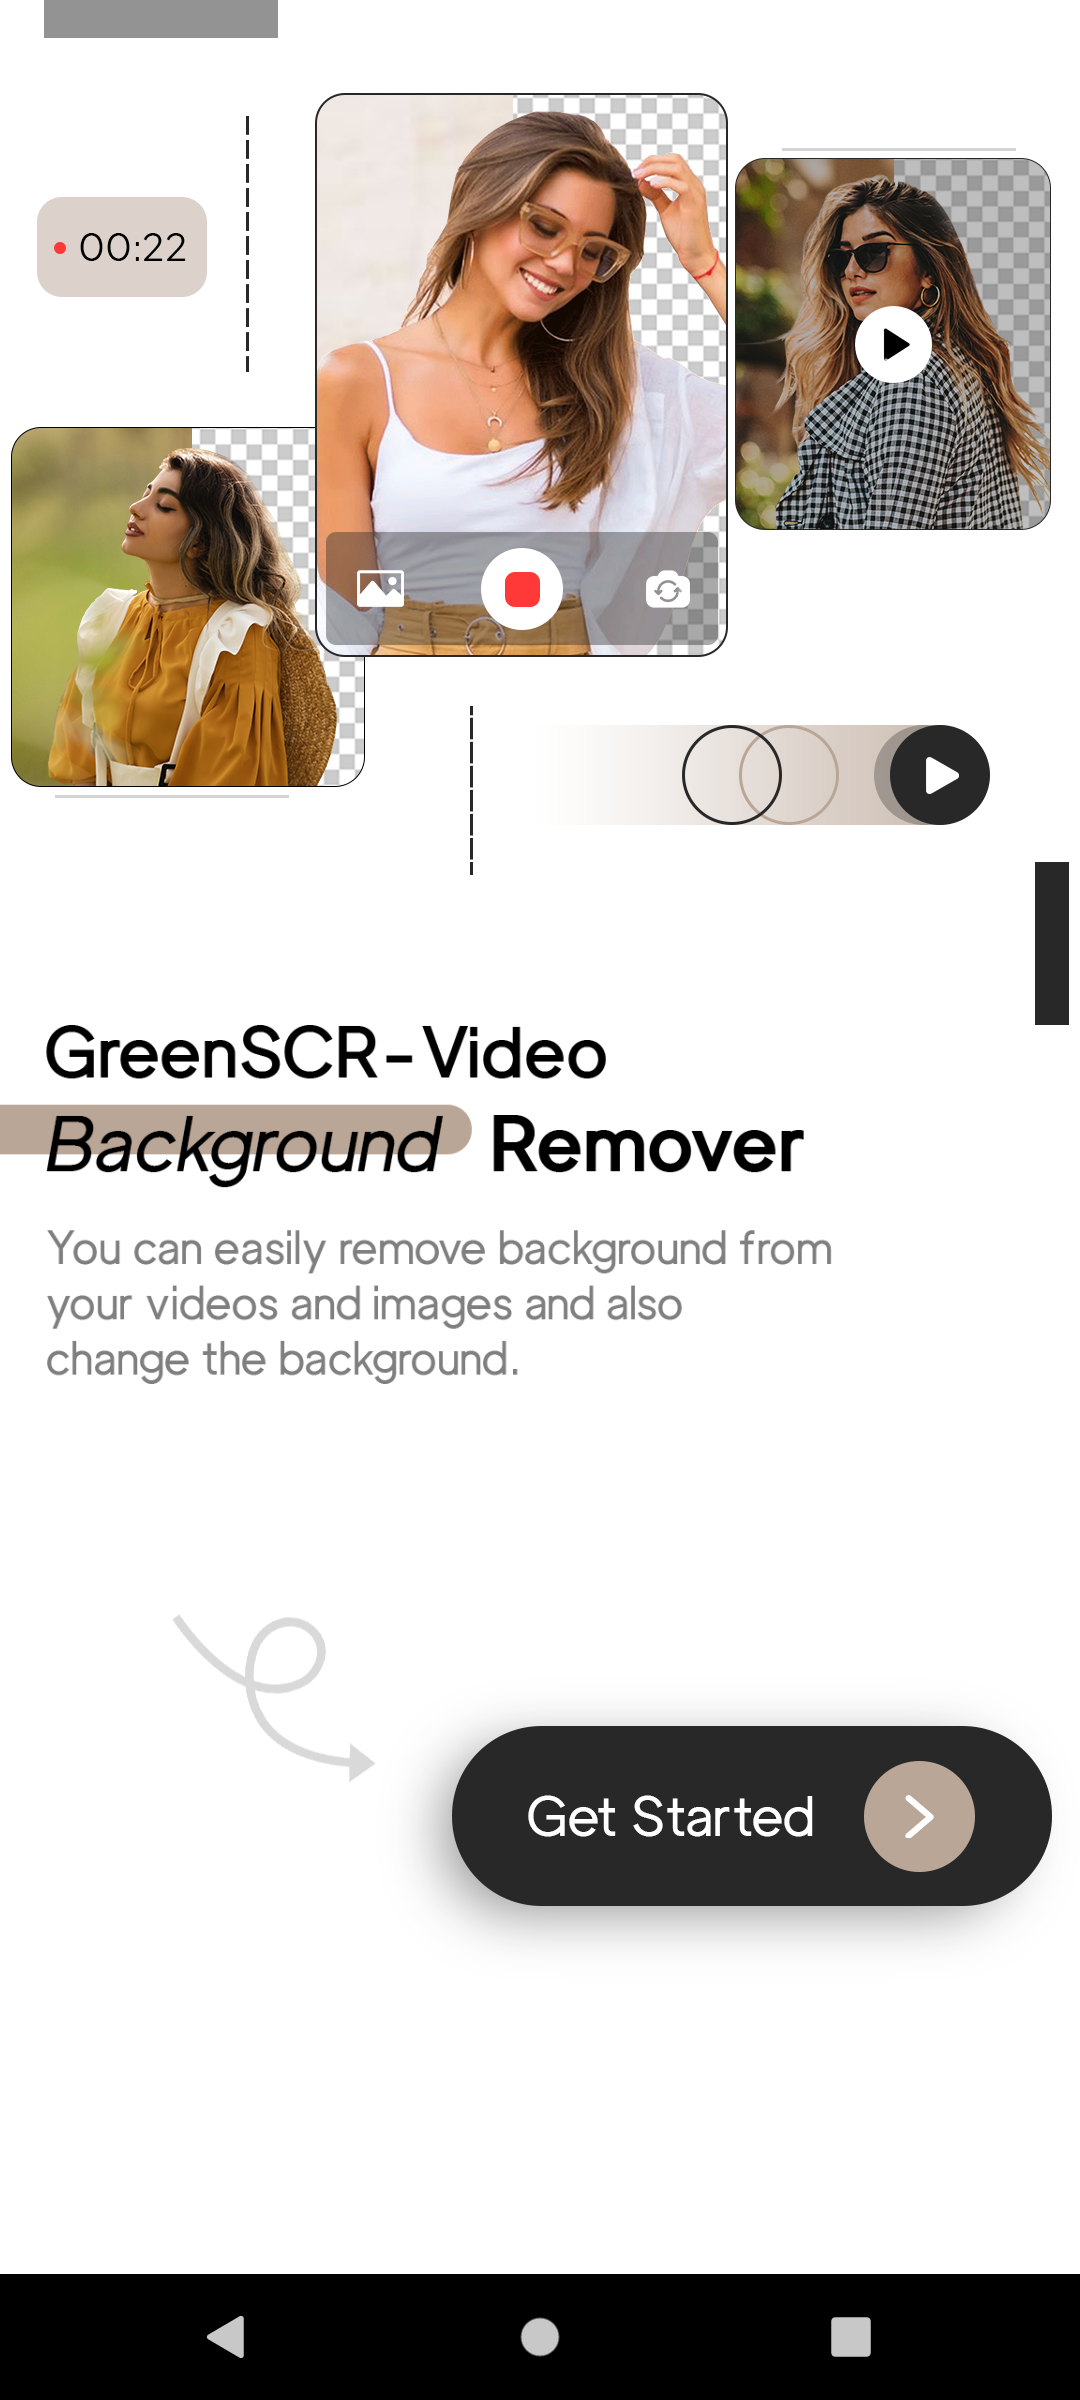 00:22
GreenSCR-Video
Background Remover
You can easily remove background from
your videos and images and also
change the background.
Get Started